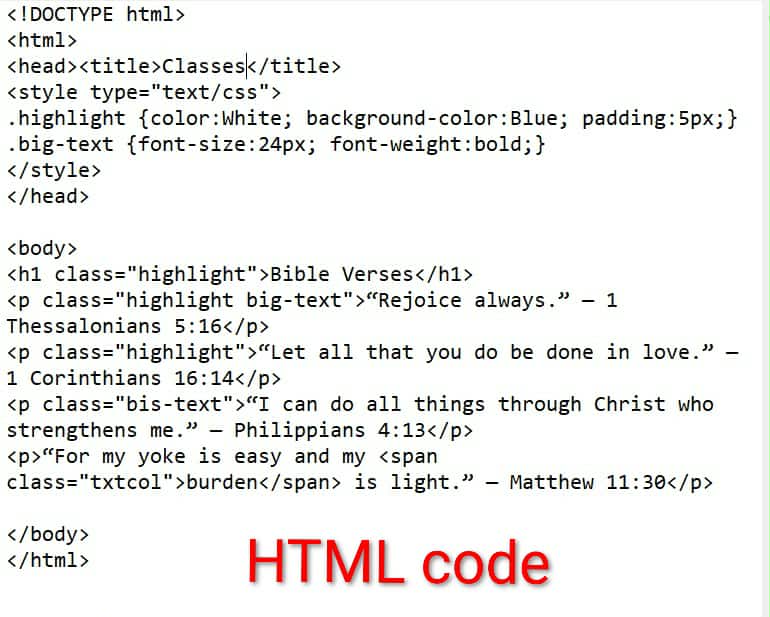 <!DOCTYPE html>
<html>
<head><title>Classes</title>
<style type="text/css">
.highlight {color:White; background-color:Blue; padding:5px;}
.big-text {font-size:24px; font-weight:bold;}
</style>
</head>
<body>
<h1 class="highlight">Bible Verses</h1>
<p class="highlight big-text">“Rejoice always.” – 1
Thessalonians 5:16</p>
<p class="highlight">“Let all that you do be done in love.” –
1 Corinthians 16:14</p>
<p class="bis-text">“I can do all things through Christ who
strengthens me.” – Philippians 4:13</p>
<p>“For my yoke is easy and my <span
class="txtcol">burden</span> is light.” – Matthew 11:30</p>
</body>
</html>
HTML code